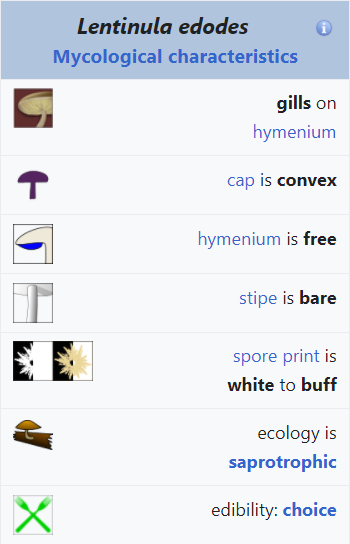 Lentinula edodes
Mycological characteristics
gills on
hymenium
cap is convex
hymenium is free
stipe is bare
spore print is
white to buff
ecology is
saprotrophic
edibility: choice